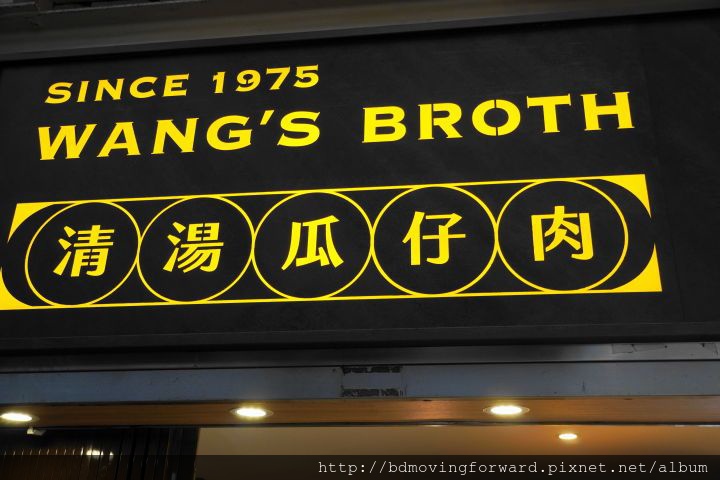 SINCE 1975
WANG'S BROTH
清湯瓜仔肉
http://bdmovingforward.pixnet.net/album